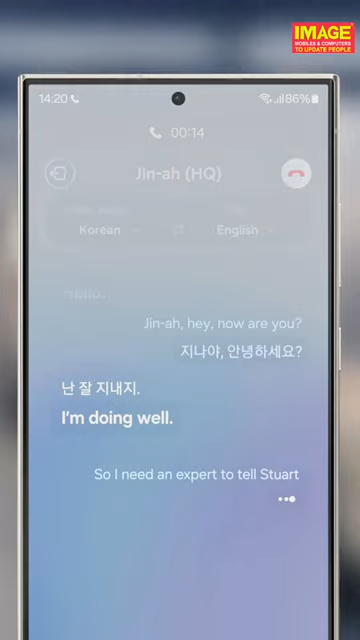 IMAGE
MOBILES & COMPUTERS
TO UPDATE PEOPLE
14:20
86%
00:14
Jin-ah (HQ)
Korean
English
Hello.
Jin-ah, hey, how are you?
지나야, 안녕하세요?
난 잘 지내지.
I'm doing well.
So I need an expert to tell Stuart